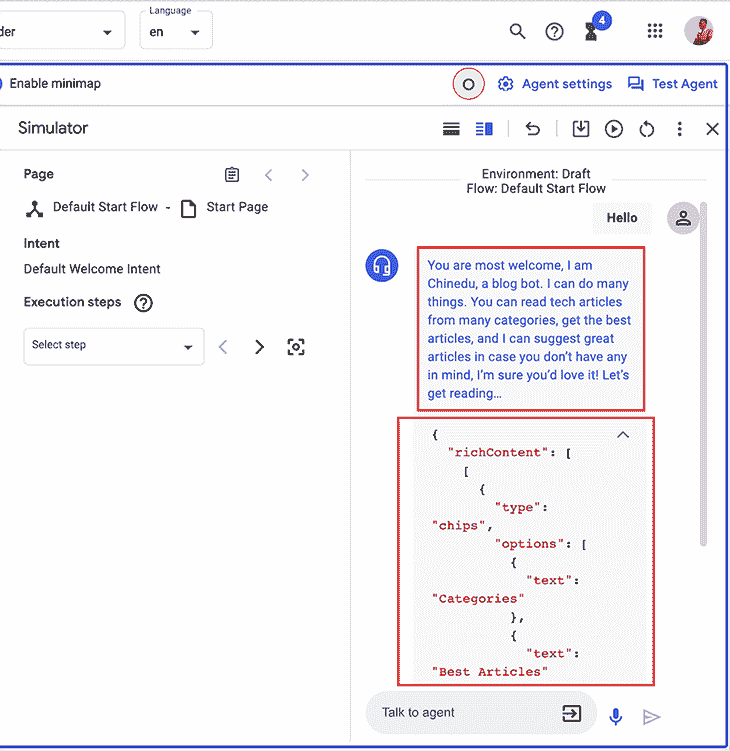 der
Language
en
4
Enable minimap
O
Agent settings
Test Agent
Simulator
Page
Default Start Flow -
Start Page
Intent
Default Welcome Intent
Execution steps
Select step
Environment: Draft
Flow: Default Start Flow
Hello
You are most welcome, I am
Chinedu, a blog bot. I can do many
things. You can read tech articles
from many categories, get the best
articles, and I can suggest great
articles in case you don’t have any
in mind, I’m sure you’d love it! Let’s
get reading…
{
"richContent": [
[
{
"type":
"chips",
"options": [
{
"text":
"Categories"
},
{
"text":
"Best Articles"
Talk to agent